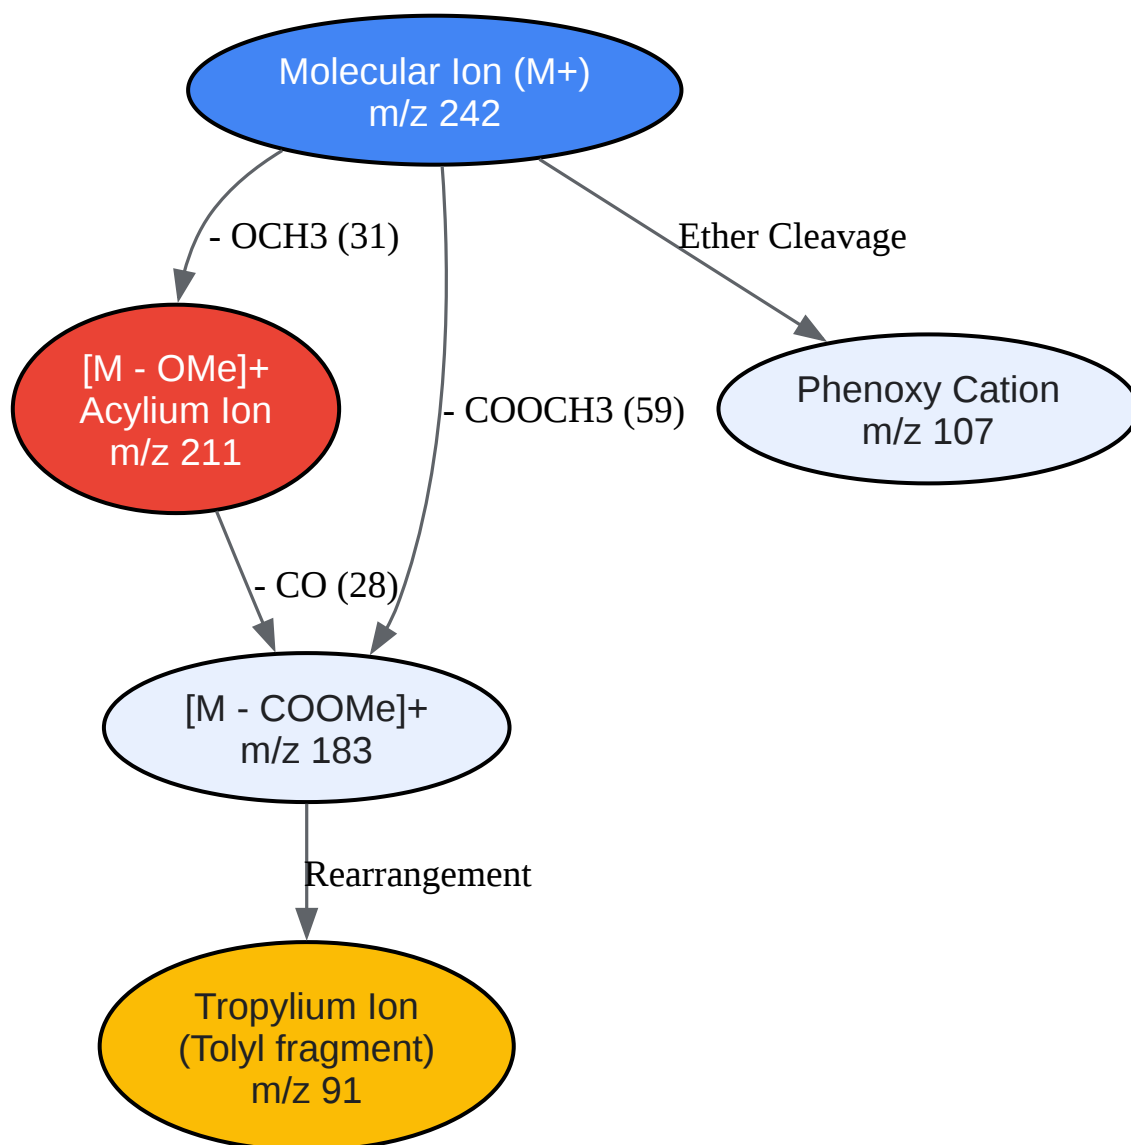 Molecular Ion (M+)
m/z 242
- OCH3 (31)
Ether Cleavage
[M - OMe]+
Acylium Ion
m/z 211
- COOCH3 (59)
Phenoxy Cation
m/z 107
- CO (28)
[M - COOMe]+
m/z 183
Rearrangement
Tropylium Ion
(Tolyl fragment)
m/z 91